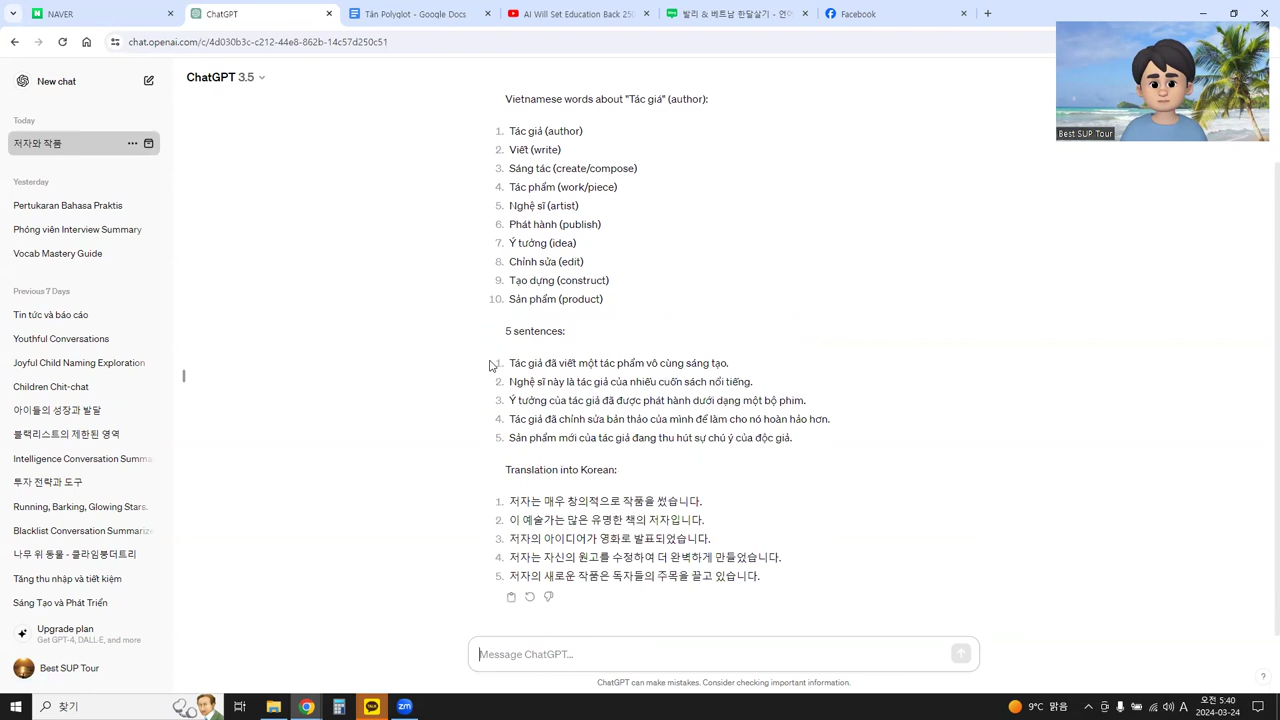 NAVER
ChatGPT
Tân Polyglot - Google Docs
AI Will Set Education Back 250
발리 & 베트남 한달살기 - 언어
Facebook
chat.openai.com/c/4d030b3c-c212-44e8-862b-14c57d250c51
New chat
ChatGPT 3.5
Today
저자와 작품
Yesterday
Pertukaran Bahasa Praktis
Phóng viên Interview Summary
Vocab Mastery Guide
Previous 7 Days
Tin tức và báo cáo
Youthful Conversations
Joyful Child Naming Exploration
Children Chit-chat
아이들의 성장과 발달
블랙리스트의 제한된 영역
Intelligence Conversation Summa
투자 전략과 도구
Running, Barking, Glowing Stars.
Blacklist Conversation Summarize
나무 위 동물 - 클라임봉더트리
Tăng thu nhập và tiết kiệm
Sáng Tạo và Phát Triển
Upgrade plan
Get GPT-4, DALL·E, and more
Best SUP Tour
Vietnamese words about "Tác giả" (author):
1. Tác giả (author)
2. Viết (write)
3. Sáng tác (create/compose)
4. Tác phẩm (work/piece)
5. Nghệ sĩ (artist)
6. Phát hành (publish)
7. Ý tưởng (idea)
8. Chỉnh sửa (edit)
9. Tạo dựng (construct)
10. Sản phẩm (product)
5 sentences:
1. Tác giả đã viết một tác phẩm vô cùng sáng tạo.
2. Nghệ sĩ này là tác giả của nhiều cuốn sách nổi tiếng.
3. Ý tưởng của tác giả đã được phát hành dưới dạng một bộ phim.
4. Tác giả đã chỉnh sửa bản thảo của mình để làm cho nó hoàn hảo hơn.
5. Sản phẩm mới của tác giả đang thu hút sự chú ý của độc giả.
Translation into Korean:
1. 저자는 매우 창의적으로 작품을 썼습니다.
2. 이 예술가는 많은 유명한 책의 저자입니다.
3. 저자의 아이디어가 영화로 발표되었습니다.
4. 저자는 자신의 원고를 수정하여 더 완벽하게 만들었습니다.
5. 저자의 새로운 작품은 독자들의 주목을 끌고 있습니다.
Message ChatGPT...
ChatGPT can make mistakes. Consider checking important information.
?
Best SUP Tour
찾기
TALK
zm
9°C 맑음
A
오전 5:40
2024-03-24